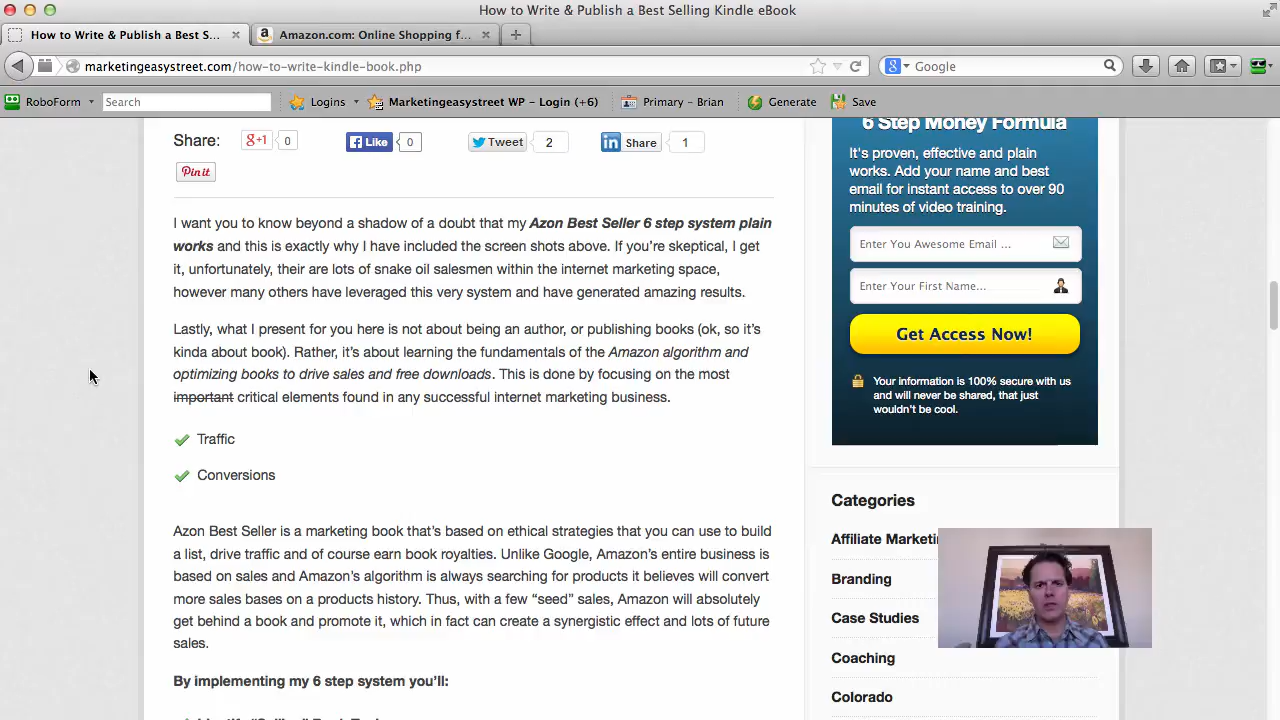 How to Write & Publish a Best Selling Kindle eBook
How to Write & Publish a Best S...
Amazon.com: Online Shopping f...
marketingeasystreet.com/how-to-write-kindle-book.php
Google
RoboForm
Search
Logins
Marketingeasystreet WP - Login (+6)
Primary - Brian
Generate
Save
Share:
+1
0
Like
0
Tweet
2
in Share
1
Pin it
I want you to know beyond a shadow of a doubt that my Azon Best Seller 6 step system plain
works and this is exactly why I have included the screen shots above. If you're skeptical, I get
it, unfortunately, their are lots of snake oil salesmen within the internet marketing space,
however many others have leveraged this very system and have generated amazing results.
Lastly, what I present for you here is not about being an author, or publishing books (ok, so it's
kinda about book). Rather, it's about learning the fundamentals of the Amazon algorithm and
optimizing books to drive sales and free downloads. This is done by focusing on the most
important critical elements found in any successful internet marketing business.
Traffic
Conversions
Azon Best Seller is a marketing book that's based on ethical strategies that you can use to build
a list, drive traffic and of course earn book royalties. Unlike Google, Amazon's entire business is
based on sales and Amazon's algorithm is always searching for products it believes will convert
more sales bases on a products history. Thus, with a few “seed” sales, Amazon will absolutely
get behind a book and promote it, which in fact can create a synergistic effect and lots of future
sales.
By implementing my 6 step system you'll:
6 Step Money Formula
It's proven, effective and plain
works. Add your name and best
email for instant access to over 90
minutes of video training.
Enter You Awesome Email ...
Enter Your First Name...
Get Access Now!
Your information is 100% secure with us
and will never be shared, that just
wouldn't be cool.
Categories
Affiliate Marketin
Branding
Case Studies
Coaching
Colorado